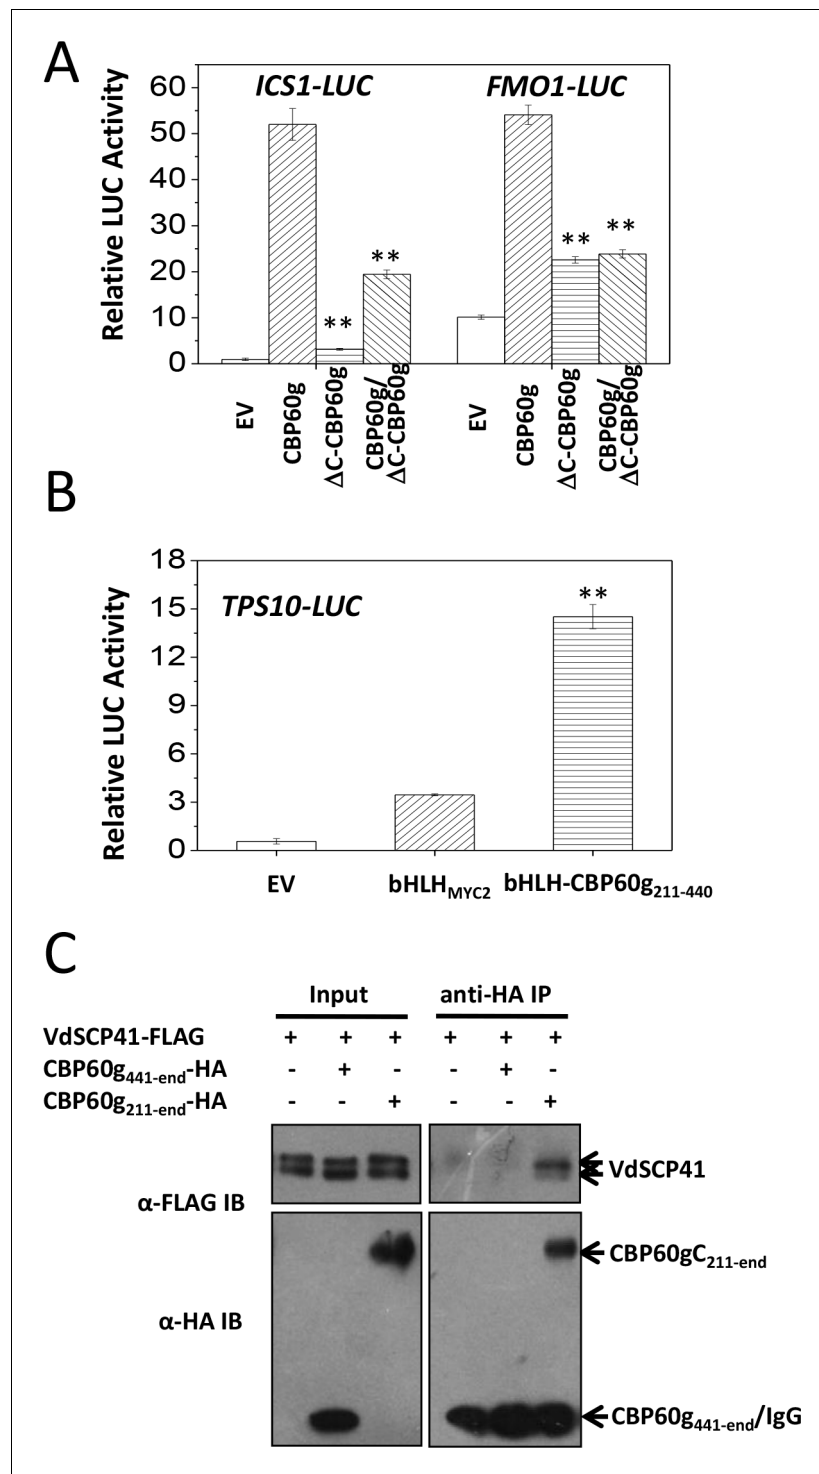 A
Relative LUC Activity
60
50
40
30
20
10
0
ICS1-LUC
FMO1-LUC
**
**
**
**
EV
CBP60g
ΔC-CBP60g
CBP60g/
ΔC-CBP60g
EV
CBP60g
ΔC-CBP60g
CBP60g/
ΔC-CBP60g
B
Relative LUC Activity
18
15
12
9
6
3
0
TPS10-LUC
**
EV
bHLHMYC2
bHLH-CBP60g211-440
C
Input
anti-HA IP
VdSCP41-FLAG + + + + + +
CBP60g441-end-HA - + - - + -
CBP60g211-end-HA - - + - - +
α-FLAG IB
VdSCP41
α-HA IB
CBP60gC211-end
CBP60g441-end/IgG